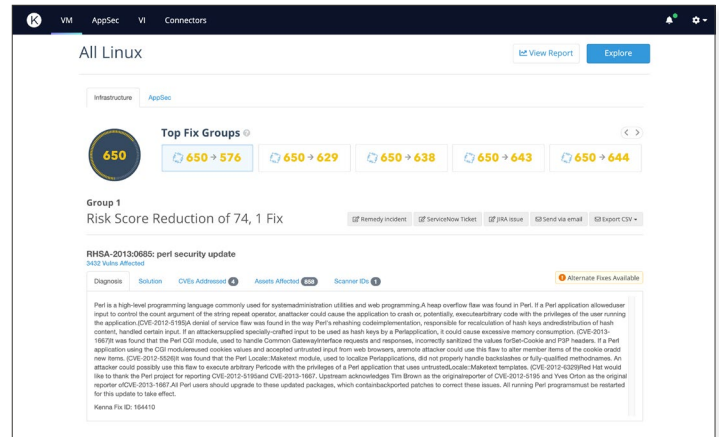 K VM AppSec VI Connectors
All Linux View Report Explore
Infrastructure AppSec
Top Fix Groups
650 650 → 576 650 → 629 650 → 638 650 → 643 650 → 644
Group 1
Risk Score Reduction of 74, 1 Fix Remedy Incident ServiceNow Ticket JIRA issue Send via email Export CSV
RHSA-2013:0685: perl security update
3432 Vulns Affected
Diagnosis Solution CVEs Addressed 4 Assets Affected 858 Scanner IDs 1 Alternate Fixes Available
Perl is a high-level programming language commonly used for systemadministration utilities and web programming.A heap overflow flaw was found in Perl. If a Perl application alloweduser
input to control the count argument of the string repeat operator, anattacker could cause the application to crash or, potentially, executearbitrary code with the privileges of the user running
the application.(CVE-2012-5195)A denial of service flaw was found in the way Perl's rehashing codeimplementation, responsible for recalculation of hash keys andredistribution of hash
content, handled certain input. If an attackersupplied specially-crafted input to be used as hash keys by a Perlapplication, it could cause excessive memory consumption. (CVE-2013-
1667)It was found that the Perl CGI module, used to handle Common GatewayInterface requests and responses, incorrectly sanitized the values forSet-Cookie and P3P headers. If a Perl
application using the CGI modulereused cookies values and accepted untrusted input from web browsers, aremote attacker could use this flaw to alter member items of the cookie oradd
new items. (CVE-2012-5526)It was found that the Perl Locale::Maketext module, used to localize Perlapplications, did not properly handle backslashes or fully-qualified methodnames. An
attacker could possibly use this flaw to execute arbitrary Perlcode with the privileges of a Perl application that uses untrustedLocale::Maketext templates. (CVE-2012-6329)Red Hat would
like to thank the Perl project for reporting CVE-2012-5195and CVE-2013-1667. Upstream acknowledges Tim Brown as the originalreporter of CVE-2012-5195 and Yves Orton as the original
reporter ofCVE-2013-1667.All Perl users should upgrade to these updated packages, which containbackported patches to correct these issues. All running Perl programsmust be restarted
for this update to take effect.
Kenna Fix ID: 164410